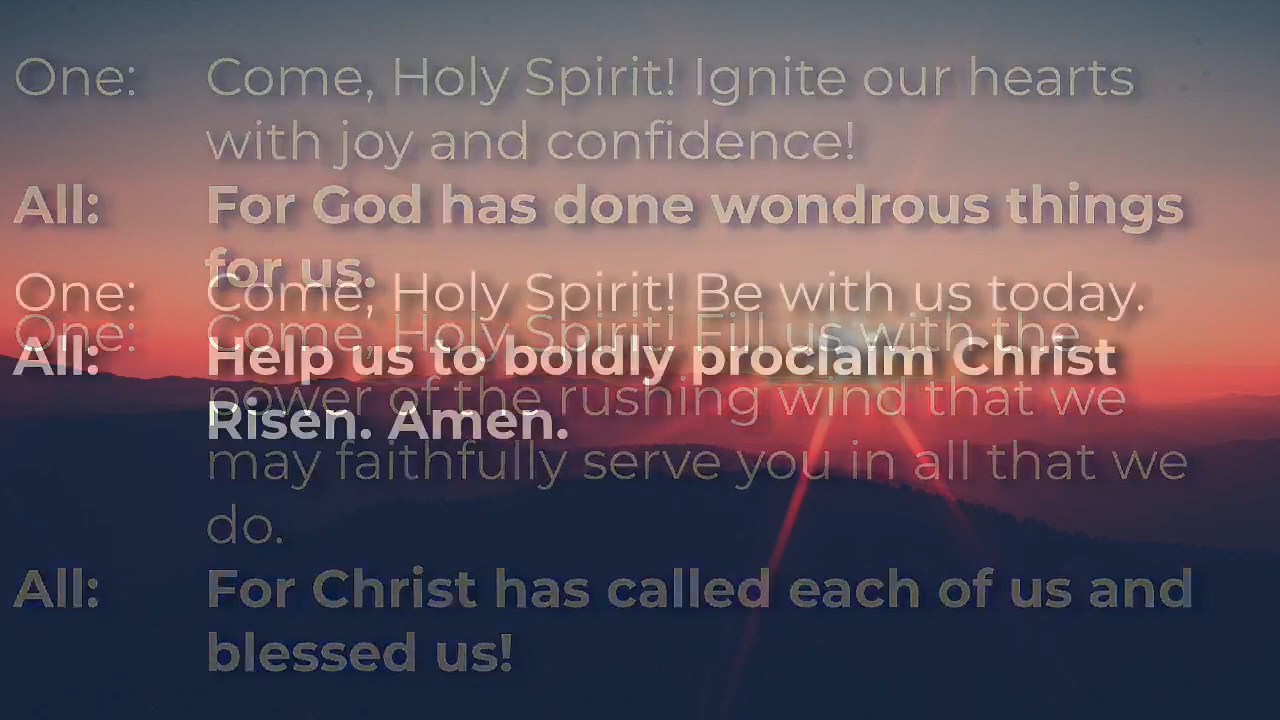 One: Come, Holy Spirit! Ignite our hearts
with joy and confidence!
All: For God has done wondrous things
for us.
One: Come, Holy Spirit! Be with us today.
One: Come, Holy Spirit! Fill us with the
All: Help us to boldly proclaim Christ
power of the rushing wind that we
Risen. Amen.
may faithfully serve you in all that we
do.
All: For Christ has called each of us and
blessed us!